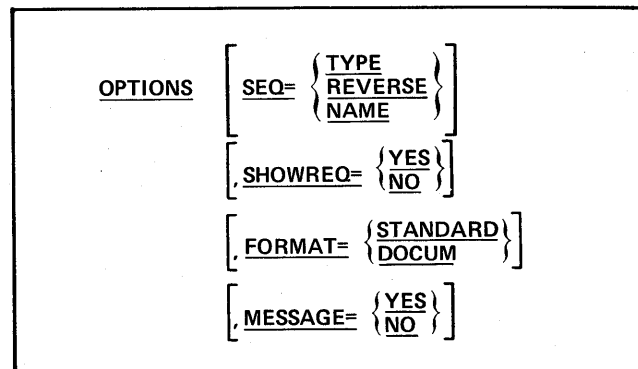 OPTIONS [SEQ= {TYPE
REVERSE
NAME}]
[, SHOWREQ= {YES
NO}]
[, FORMAT= {STANDARD
DOCUM}]
[, MESSAGE= {YES
NO}]